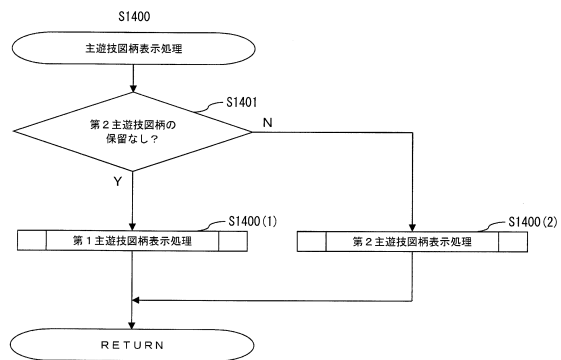 S1400
主遊技図柄表示処理
S1401
第2主遊技図柄の
保留なし?
N
Y
S1400(1)
第1主遊技図柄表示処理
S1400(2)
第2主遊技図柄表示処理
RETURN